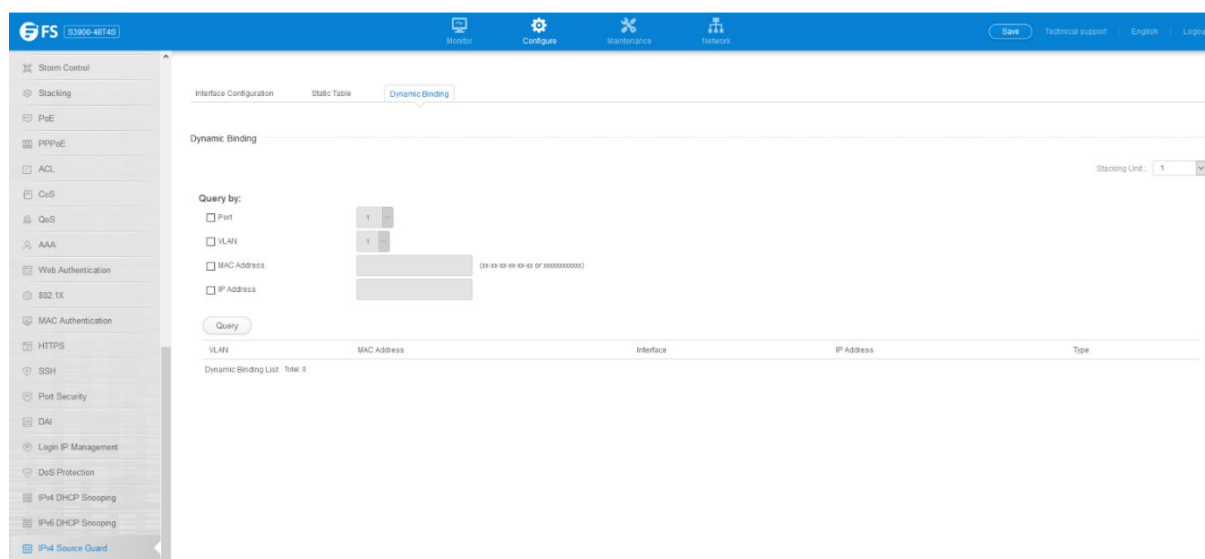 FS S3900-48T4S
Monitor Configure Maintenance Network
Save Technical support English Logou
Storm Control
Stacking
PoE
PPPoE
ACL
CoS
QoS
AAA
Web Authentication
802.1X
MAC Authentication
HTTPS
SSH
Port Security
DAI
Login IP Management
DoS Protection
IPv4 DHCP Snooping
IPv6 DHCP Snooping
IPv4 Source Guard
Interface Configuration Static Table Dynamic Binding
Dynamic Binding
Stacking Unit: 1
Query by:
Port 1
VLAN 1
MAC Address (xx-xx-xx-xx-xx-xx or xxxxxxxxxxxx)
IP Address
Query
VLAN MAC Address Interface IP Address Type
Dynamic Binding List Total: 0